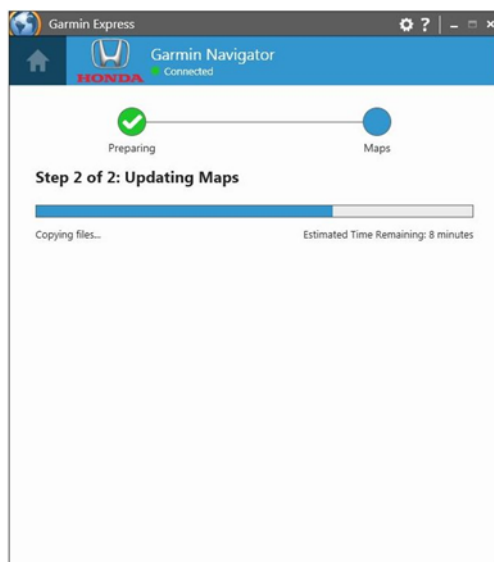 Garmin Express
?
HONDA
Garmin Navigator
Connected
Preparing
Maps
Step 2 of 2: Updating Maps
Copying files...
Estimated Time Remaining: 8 minutes